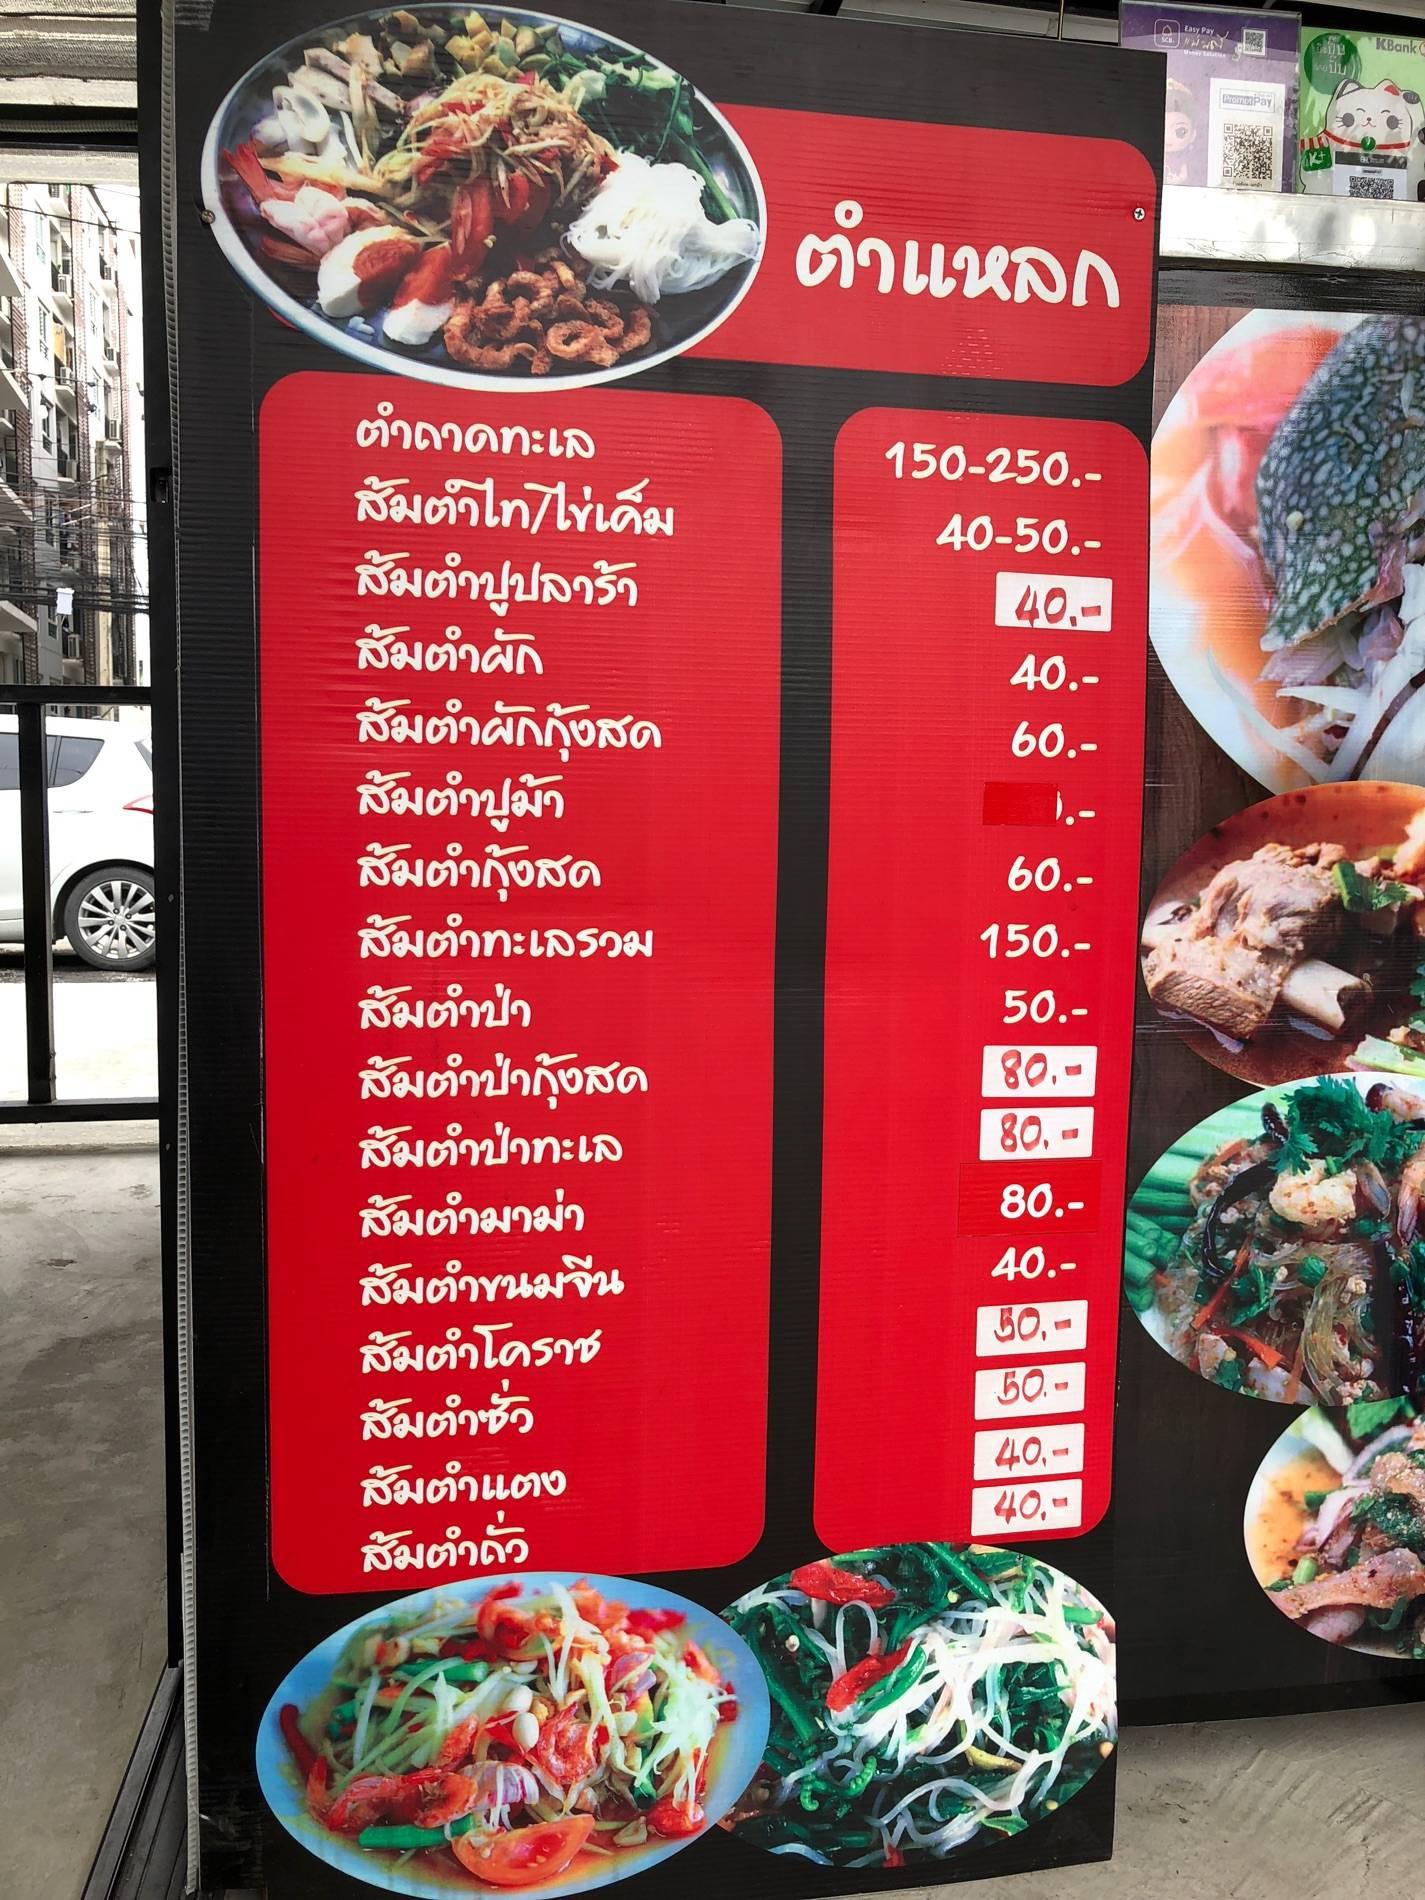 ตำแหลก
ตำถาดทะเล 150-250.-
ส้มตำไท/ไข่เค็ม 40-50.-
ส้มตำปูปลาร้า 40.-
ส้มตำผัก 40.-
ส้มตำผักกุ้งสด 60.-
ส้มตำปูม้า .-
ส้มตำกุ้งสด 60.-
ส้มตำทะเลรวม 150.-
ส้มตำป่า 50.-
ส้มตำป่ากุ้งสด 80.-
ส้มตำป่าทะเล 80.-
ส้มตำมาม่า 80.-
ส้มตำขนมจีน 40.-
ส้มตำโคราช 50.-
ส้มตำซั่ว 50.-
ส้มตำแตง 40.-
ส้มตำถั่ว 40.-
SCB
Easy Pay
PromptPay
KBank
K+